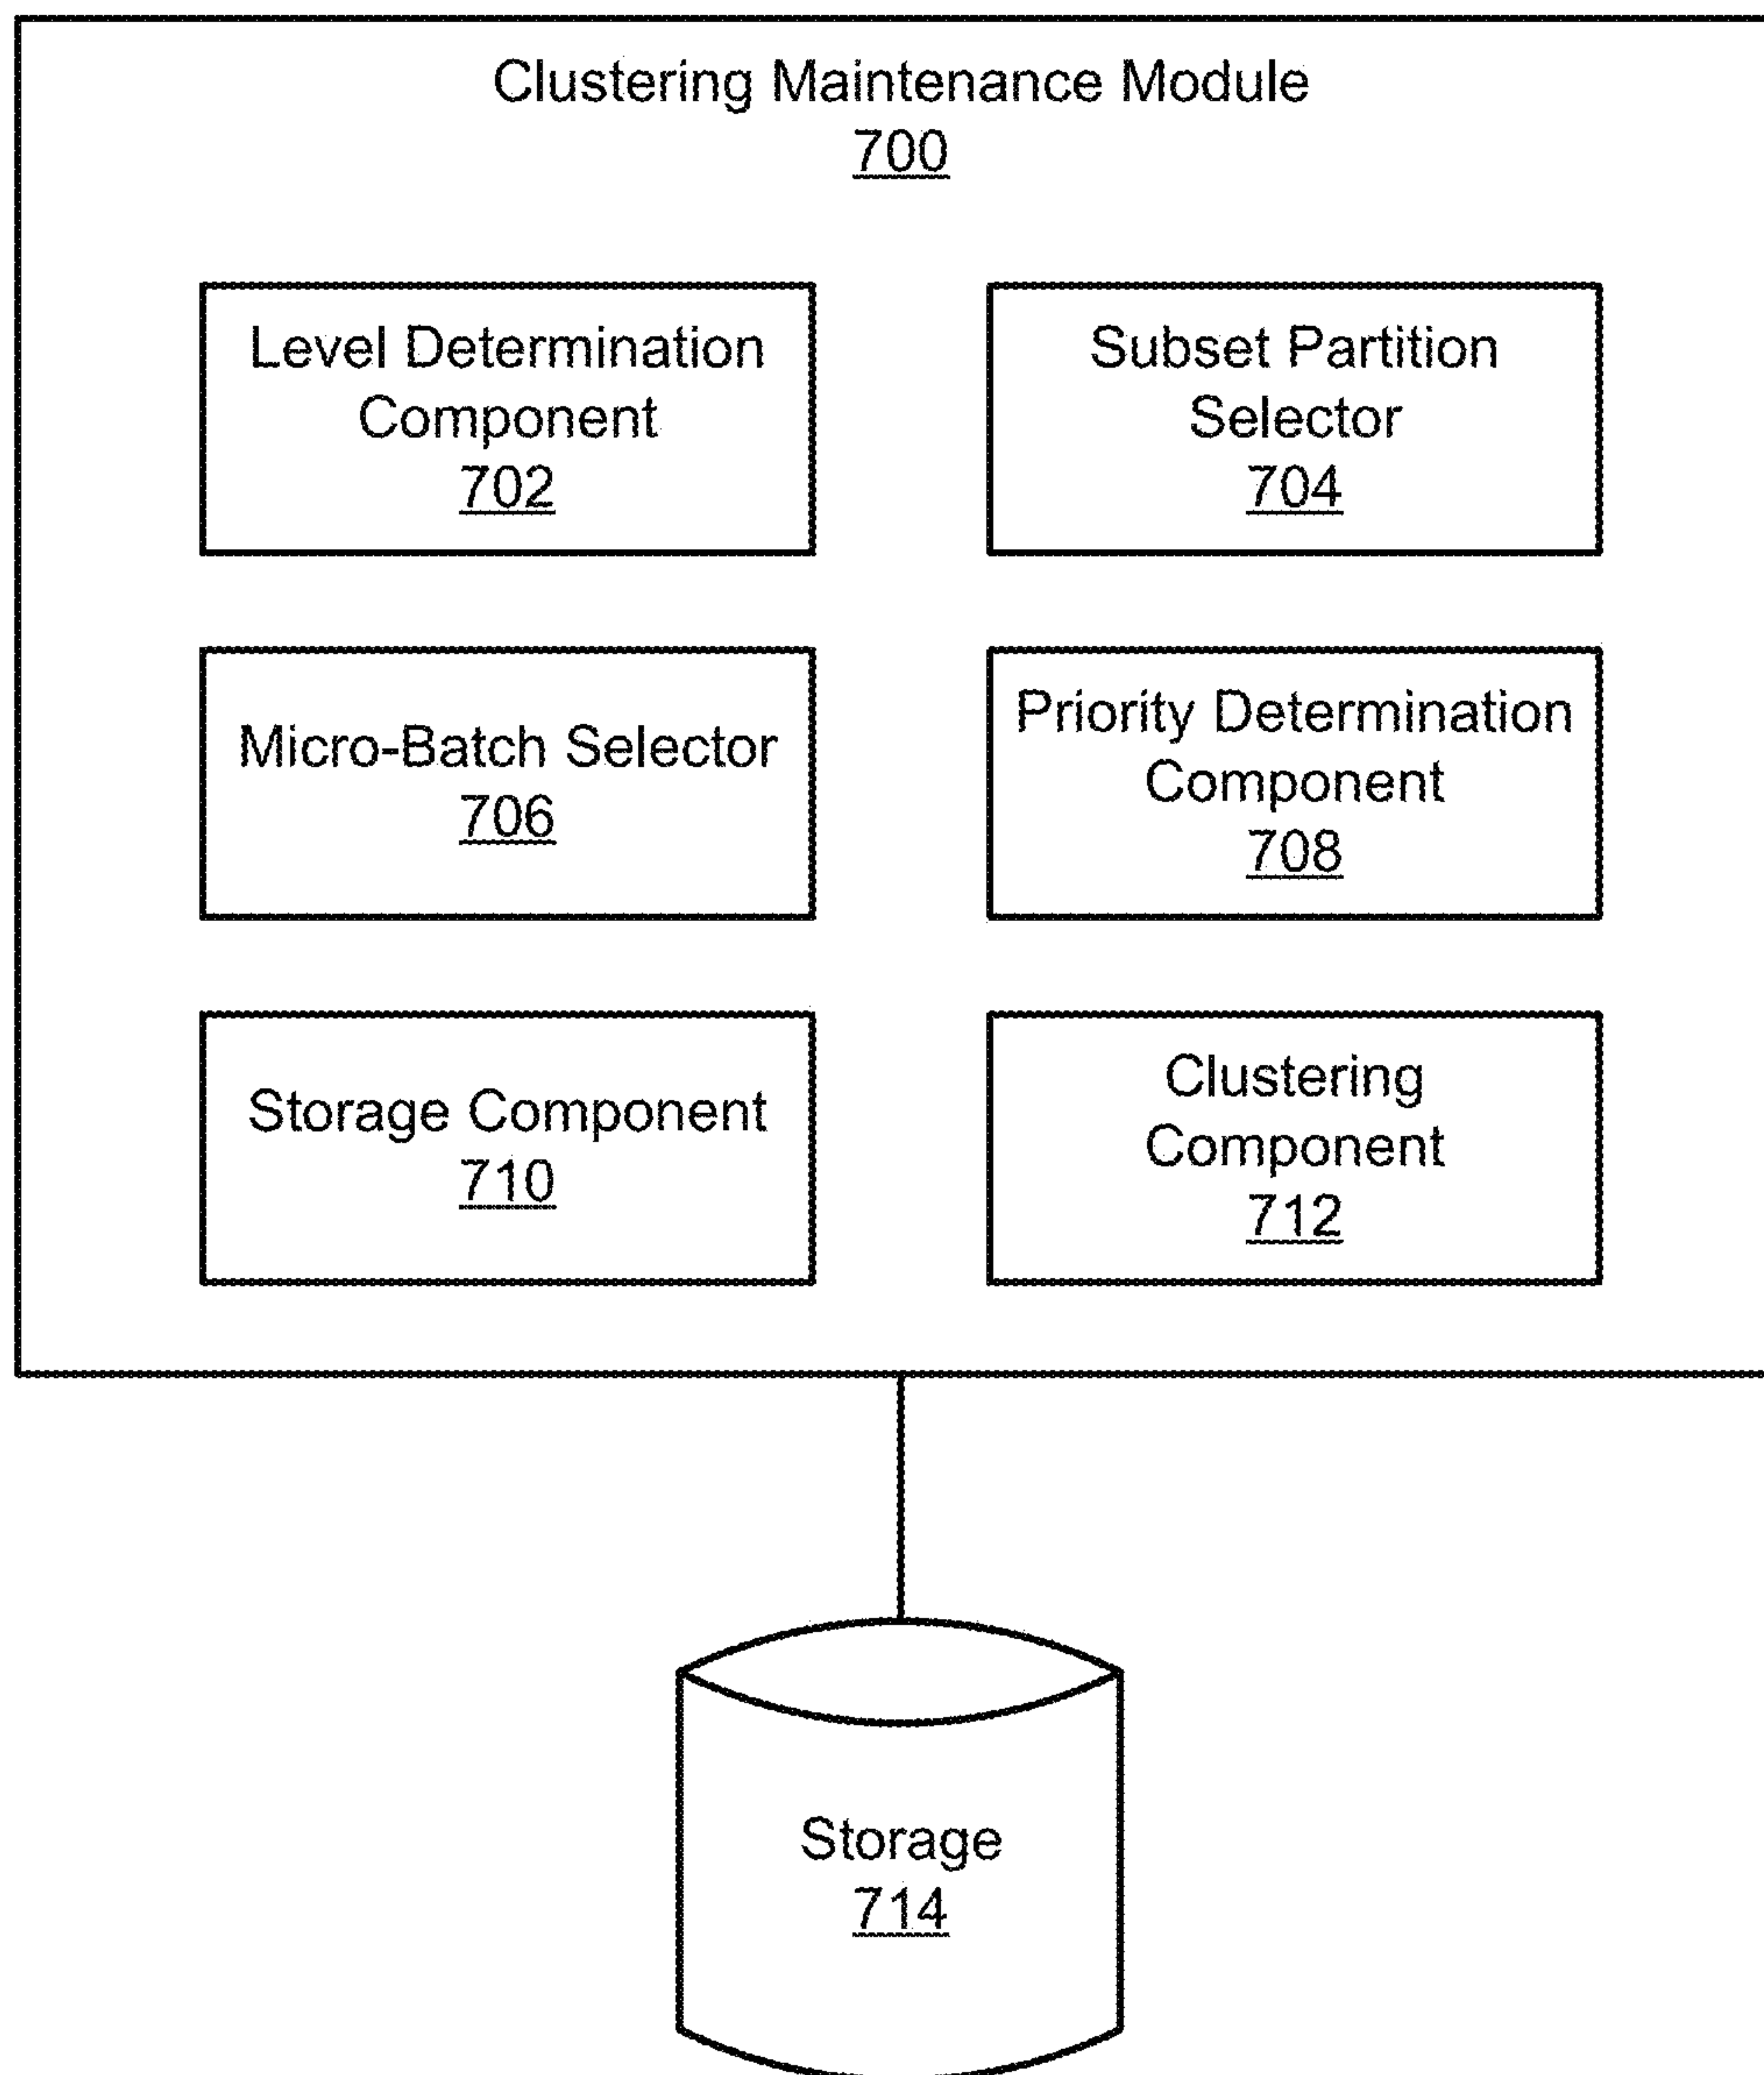 Clustering Maintenance Module
700
Level Determination
Component
702
Subset Partition
Selector
704
Micro-Batch Selector
706
Priority Determination
Component
708
Storage Component
710
Clustering
Component
712
Storage
714